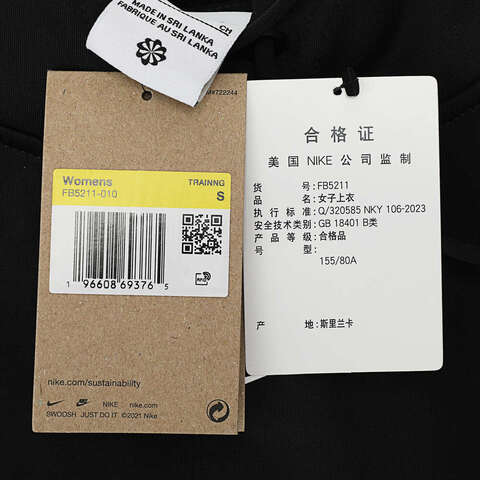 MADE IN SRI LANKA
FABRIQUÉ AU SRI LANKA
CH
#722244
Womens
TRAINNG
FB5211-010
S
1 96608 69376 5
RFID
nike.com/sustainability
NIKE
nike.com
SWOOSH JUST DO IT. ©2021 Nike
合格证
美国 NIKE 公司监制
货号:FB5211
品名:女子上衣
执行标准:Q/320585 NKY 106-2023
安全技术类别:GB 18401 B类
产品等级:合格品
号型:
155/80A
产地:斯里兰卡